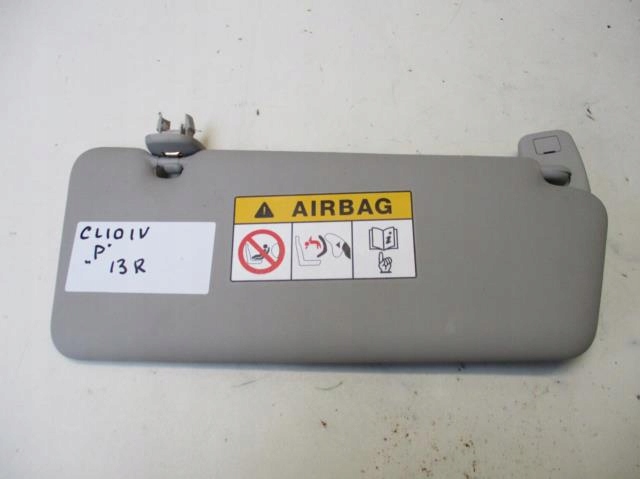 CLIO IV
"P"
13R
AIRBAG